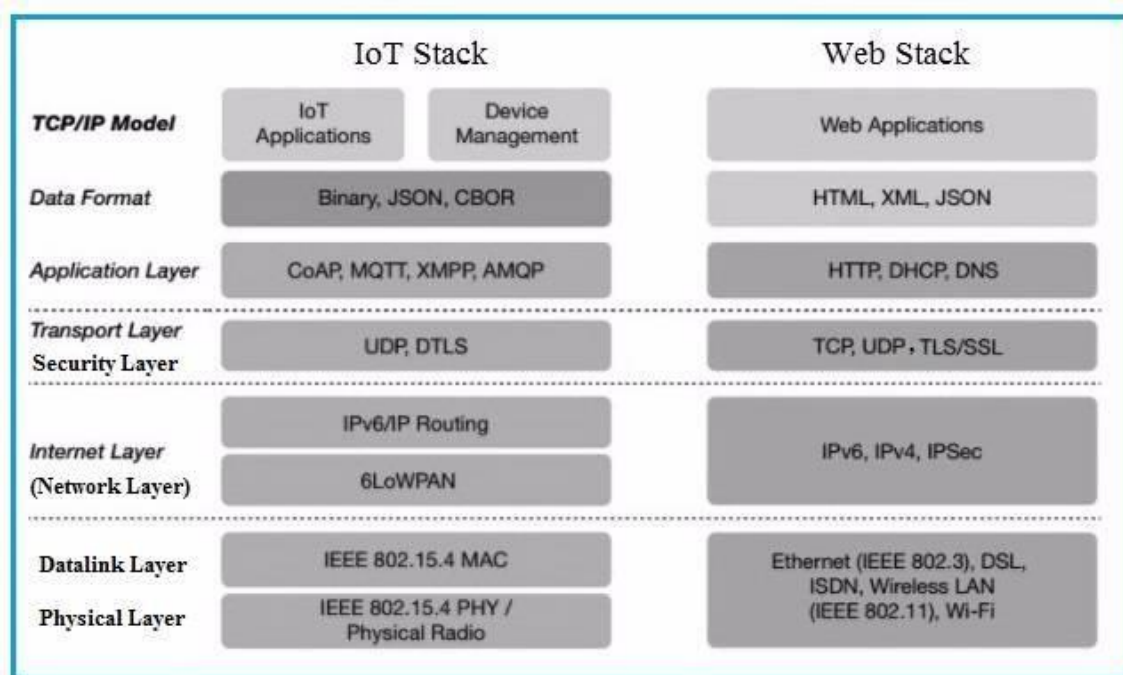 IoT Stack
Web Stack
TCP/IP Model
IoT
Applications
Device
Management
Web Applications
Data Format
Binary, JSON, CBOR
HTML, XML, JSON
Application Layer
CoAP, MQTT, XMPP, AMQP
HTTP, DHCP, DNS
Transport Layer
Security Layer
UDP, DTLS
TCP, UDP，TLS/SSL
Internet Layer
(Network Layer)
IPv6/IP Routing
6LoWPAN
IPv6, IPv4, IPSec
Datalink Layer
IEEE 802.15.4 MAC
Physical Layer
IEEE 802.15.4 PHY /
Physical Radio
Ethernet (IEEE 802.3), DSL,
ISDN, Wireless LAN
(IEEE 802.11), Wi-Fi